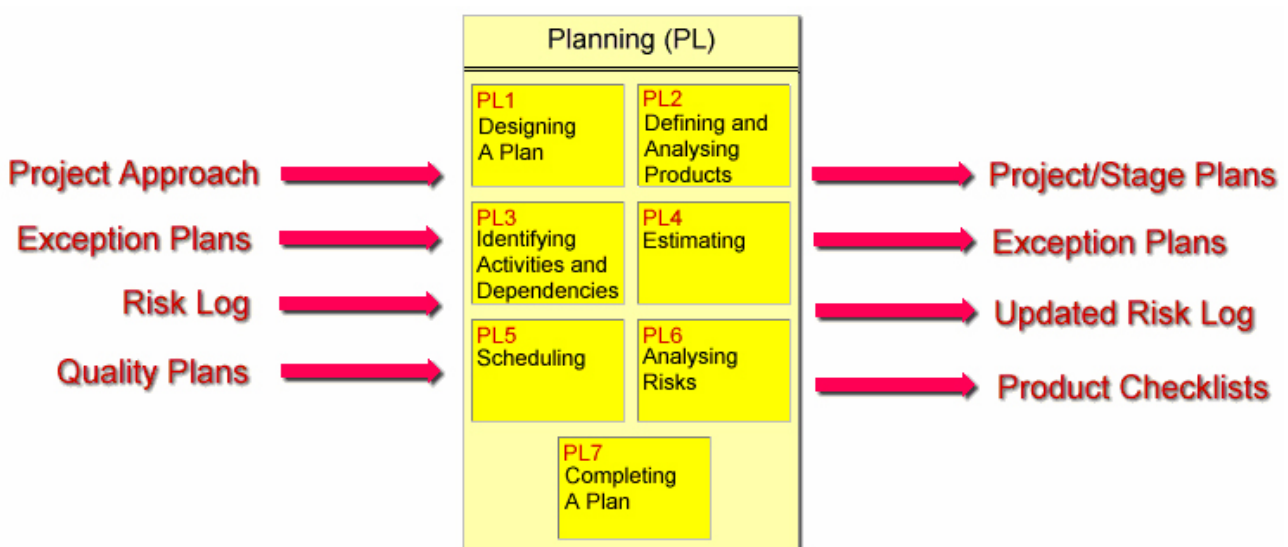 Planning (PL)
PL1
Designing
A Plan
PL2
Defining and
Analysing
Products
PL3
Identifying
Activities and
Dependencies
PL4
Estimating
PL5
Scheduling
PL6
Analysing
Risks
PL7
Completing
A Plan
Project Approach
Exception Plans
Risk Log
Quality Plans
Project/Stage Plans
Exception Plans
Updated Risk Log
Product Checklists